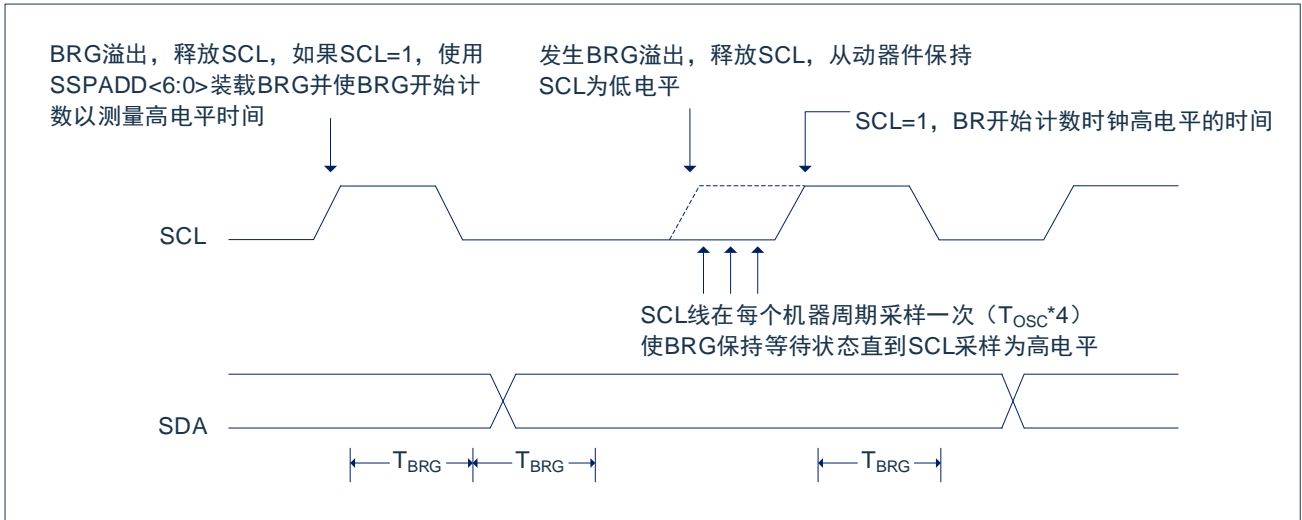 BRG溢出，释放SCL，如果SCL=1，使用
SSPADD<6:0>装载BRG并使BRG开始计
数以测量高电平时间
发生BRG溢出，释放SCL，从动器件保持
SCL为低电平
SCL=1，BR开始计数时钟高电平的时间
SCL
SCL线在每个机器周期采样一次（TOSC*4）
使BRG保持等待状态直到SCL采样为高电平
SDA
TBRG
TBRG
TBRG